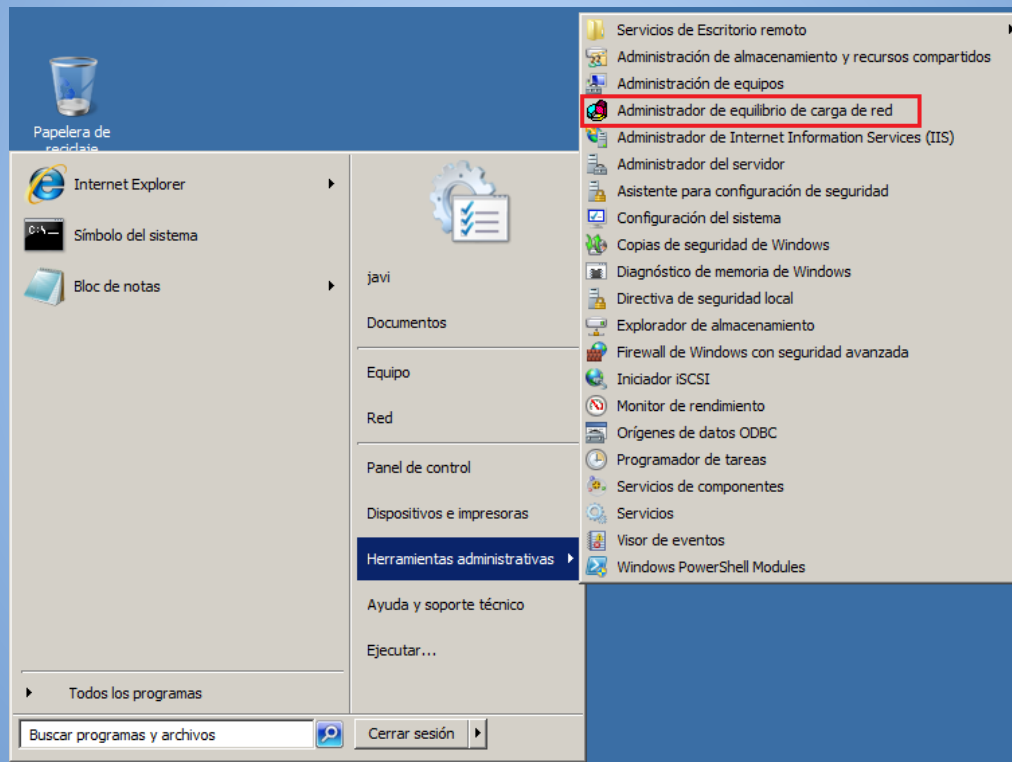 Papelera de
reciclaje
Internet Explorer
C:\
Símbolo del sistema
Bloc de notas
Todos los programas
Buscar programas y archivos
javi
Documentos
Equipo
Red
Panel de control
Dispositivos e impresoras
Herramientas administrativas
Ayuda y soporte técnico
Ejecutar...
Cerrar sesión
Servicios de Escritorio remoto
Administración de almacenamiento y recursos compartidos
Administración de equipos
Administrador de equilibrio de carga de red
Administrador de Internet Information Services (IIS)
Administrador del servidor
Asistente para configuración de seguridad
Configuración del sistema
Copias de seguridad de Windows
Diagnóstico de memoria de Windows
Directiva de seguridad local
Explorador de almacenamiento
Firewall de Windows con seguridad avanzada
Iniciador iSCSI
Monitor de rendimiento
Orígenes de datos ODBC
Programador de tareas
Servicios de componentes
Servicios
Visor de eventos
Windows PowerShell Modules